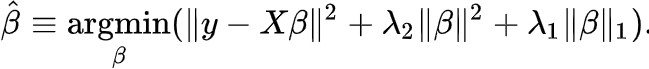 β̂ ≡ argmin_β (‖y − Xβ‖² + λ₂‖β‖² + λ₁‖β‖₁).